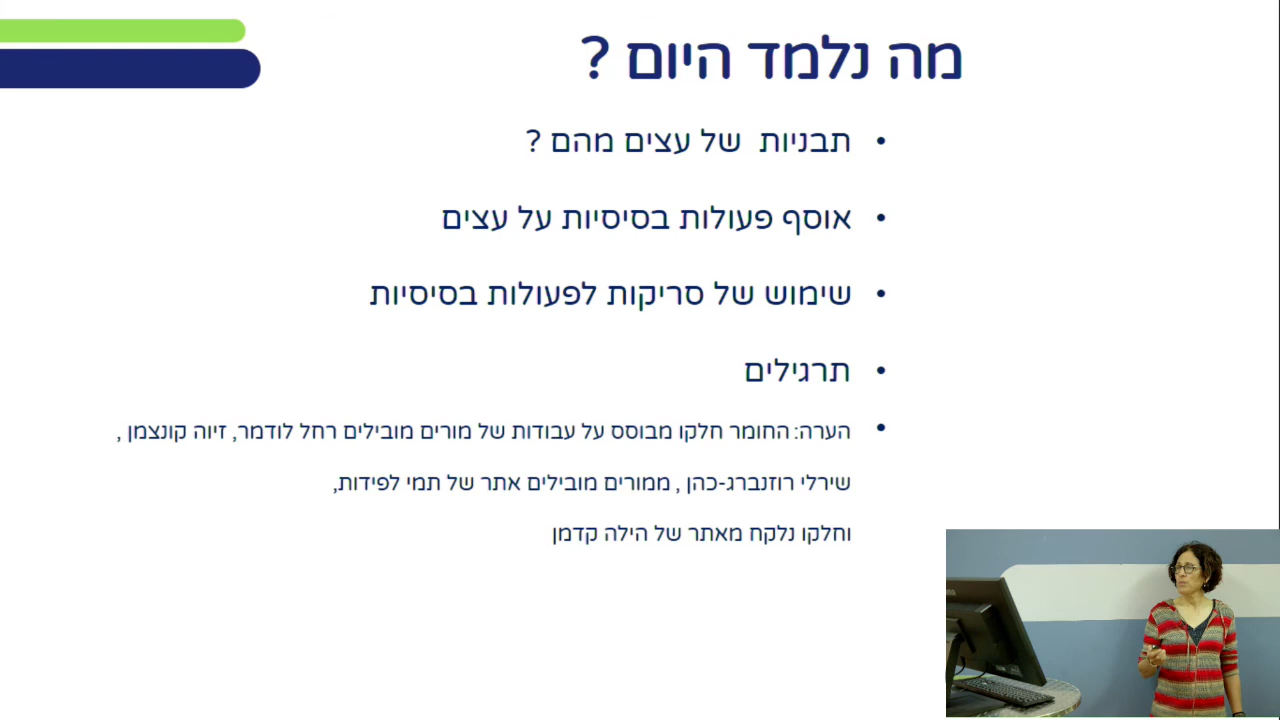 מה נלמד היום ?
• תבניות של עצים מהם ?
• אוסף פעולות בסיסיות על עצים
• שימוש של סריקות לפעולות בסיסיות
• תרגילים
• הערה: החומר חלקו מבוסס על עבודות של מורים מובילים רחל לודמר, זיוה קונצמן ,
שירלי רוזנברג-כהן , ממורים מובילים אתר של תמי לפידות,
וחלקו נלקח מאתר של הילה קדמן